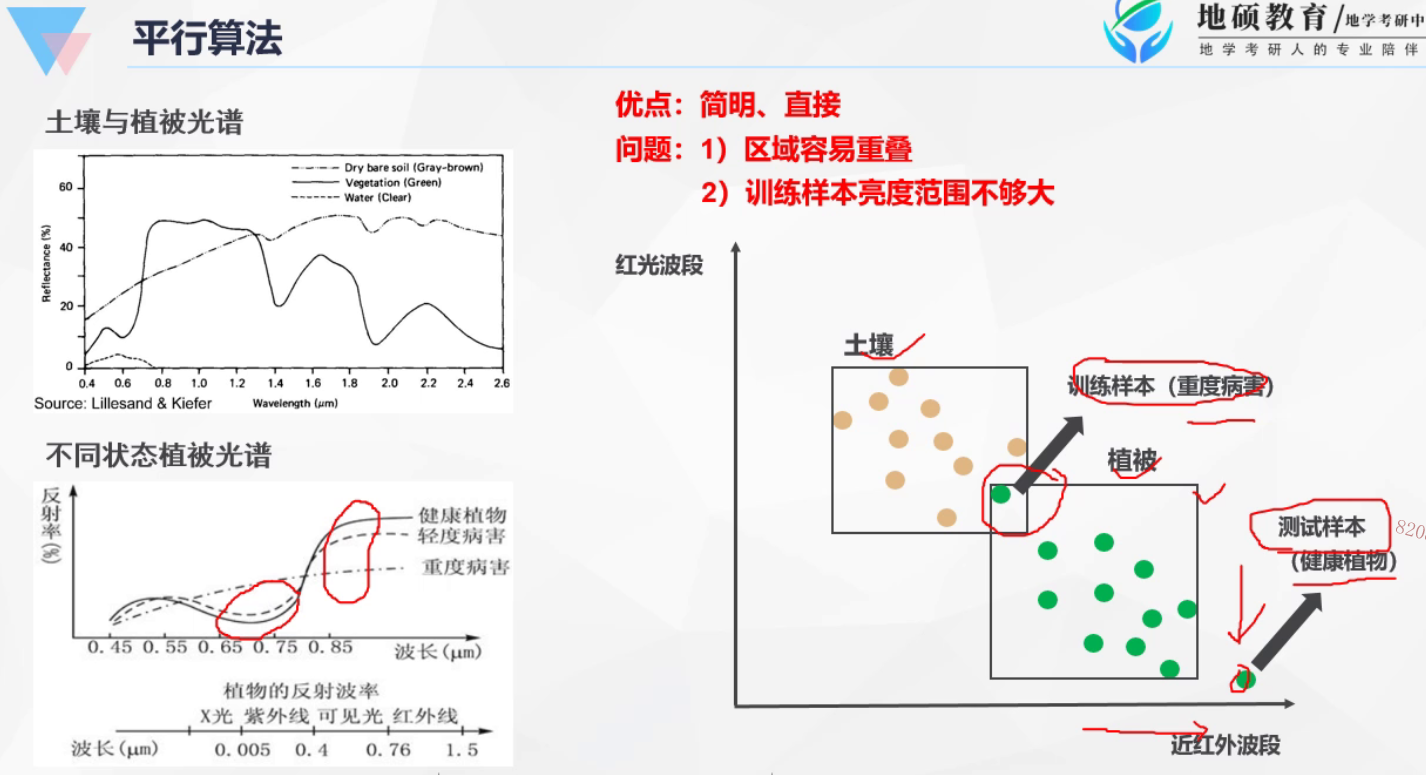 平行算法
地硕教育/地学考研中
地学考研人的专业陪伴
土壤与植被光谱
Dry bare soil (Gray-brown)
Vegetation (Green)
Water (Clear)
Reflectance (%)
60
40
20
0
0.4 0.6 0.8 1.0 1.2 1.4 1.6 1.8 2.0 2.2 2.4 2.6
Source: Lillesand & Kiefer
Wavelength (μm)
不同状态植被光谱
反射率(%)
健康植物
轻度病害
重度病害
0.45 0.55 0.65 0.75 0.85
波长(μm)
植物的反射波率
X光 紫外线 可见光 红外线
波长(μm)
0.005 0.4 0.76 1.5
优点：简明、直接
问题：1）区域容易重叠
2）训练样本亮度范围不够大
红光波段
土壤
训练样本（重度病害）
植被
测试样本
（健康植物）
820
近红外波段